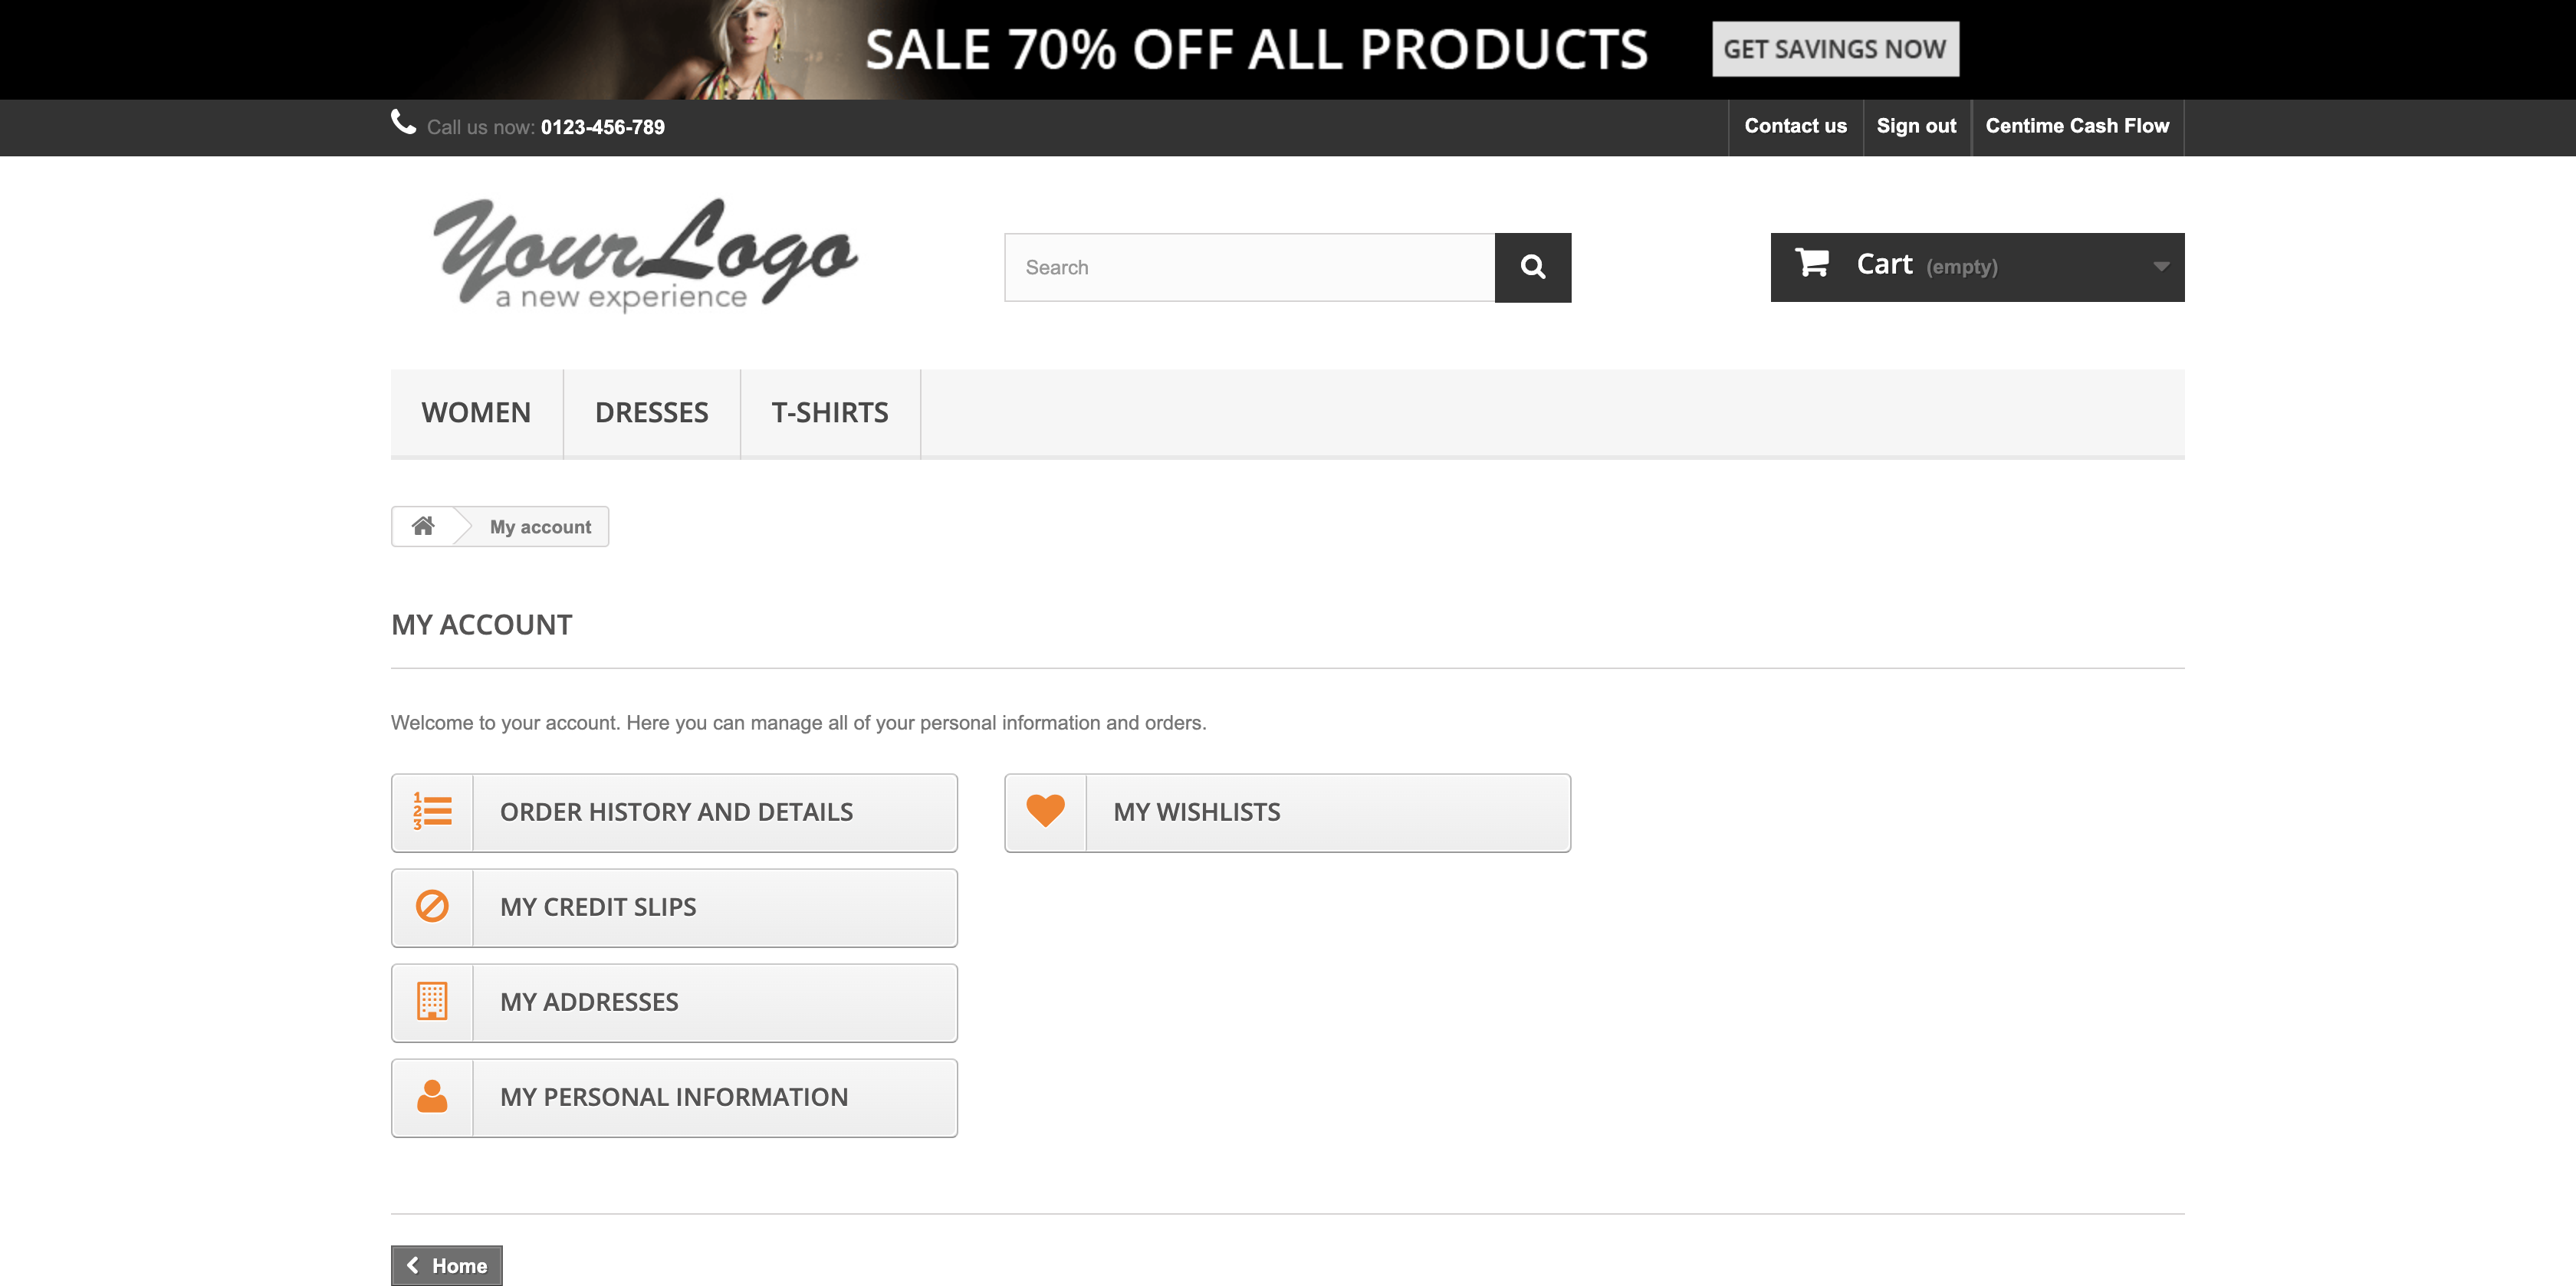 SALE 70% OFF ALL PRODUCTS GET SAVINGS NOW
Call us now: 0123-456-789 Contact us Sign out Centime Cash Flow
YourLogo
a new experience
Search
Cart (empty)
WOMEN DRESSES T-SHIRTS
My account
MY ACCOUNT
Welcome to your account. Here you can manage all of your personal information and orders.
ORDER HISTORY AND DETAILS
MY WISHLISTS
MY CREDIT SLIPS
MY ADDRESSES
MY PERSONAL INFORMATION
Home